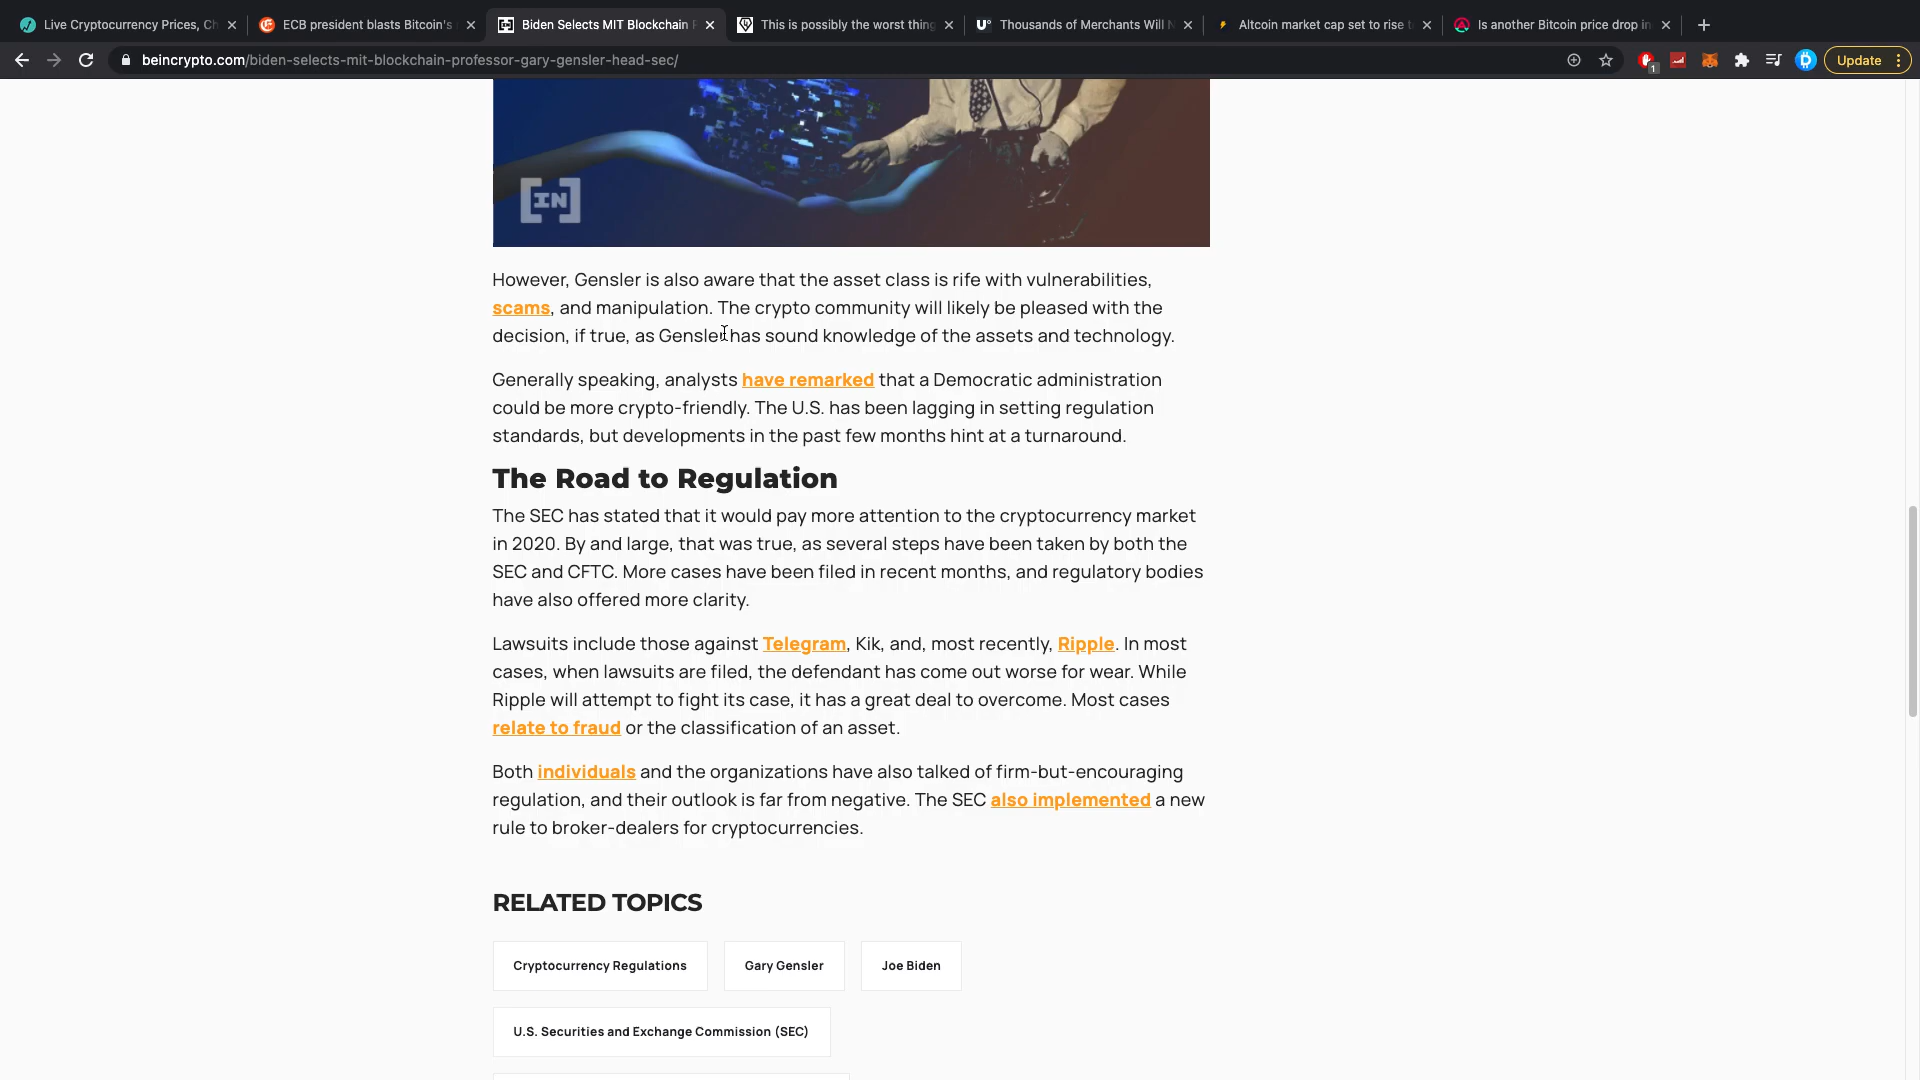 Live Cryptocurrency Prices, Ch
ECB president blasts Bitcoin's
Biden Selects MIT Blockchain P
This is possibly the worst thing
Thousands of Merchants Will N
Altcoin market cap set to rise t
Is another Bitcoin price drop in
beincrypto.com/biden-selects-mit-blockchain-professor-gary-gensler-head-sec/
1
Update
IN
However, Gensler is also aware that the asset class is rife with vulnerabilities,
scams, and manipulation. The crypto community will likely be pleased with the
decision, if true, as Gensler has sound knowledge of the assets and technology.
Generally speaking, analysts have remarked that a Democratic administration
could be more crypto-friendly. The U.S. has been lagging in setting regulation
standards, but developments in the past few months hint at a turnaround.
The Road to Regulation
The SEC has stated that it would pay more attention to the cryptocurrency market
in 2020. By and large, that was true, as several steps have been taken by both the
SEC and CFTC. More cases have been filed in recent months, and regulatory bodies
have also offered more clarity.
Lawsuits include those against Telegram, Kik, and, most recently, Ripple. In most
cases, when lawsuits are filed, the defendant has come out worse for wear. While
Ripple will attempt to fight its case, it has a great deal to overcome. Most cases
relate to fraud or the classification of an asset.
Both individuals and the organizations have also talked of firm-but-encouraging
regulation, and their outlook is far from negative. The SEC also implemented a new
rule to broker-dealers for cryptocurrencies.
RELATED TOPICS
Cryptocurrency Regulations
Gary Gensler
Joe Biden
U.S. Securities and Exchange Commission (SEC)